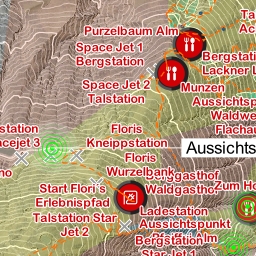 Purzelbaum Alm
Space Jet 1
Bergstation
Bergstation
Lackner L
Space Jet 2
Talstation
Munzen
Aussichtsp
Waldwe
Flachau
station
acejet 3
Floris
Kneippstation
Aussichts
Floris
Wurzelbank
Waldgasthof
Zum Ho
Start Flori´s
Erlebnispfad
Talstation Star
Jet 2
Ladestation
Aussichtspunkt
Alm
Bergstation
Star-Jet 1